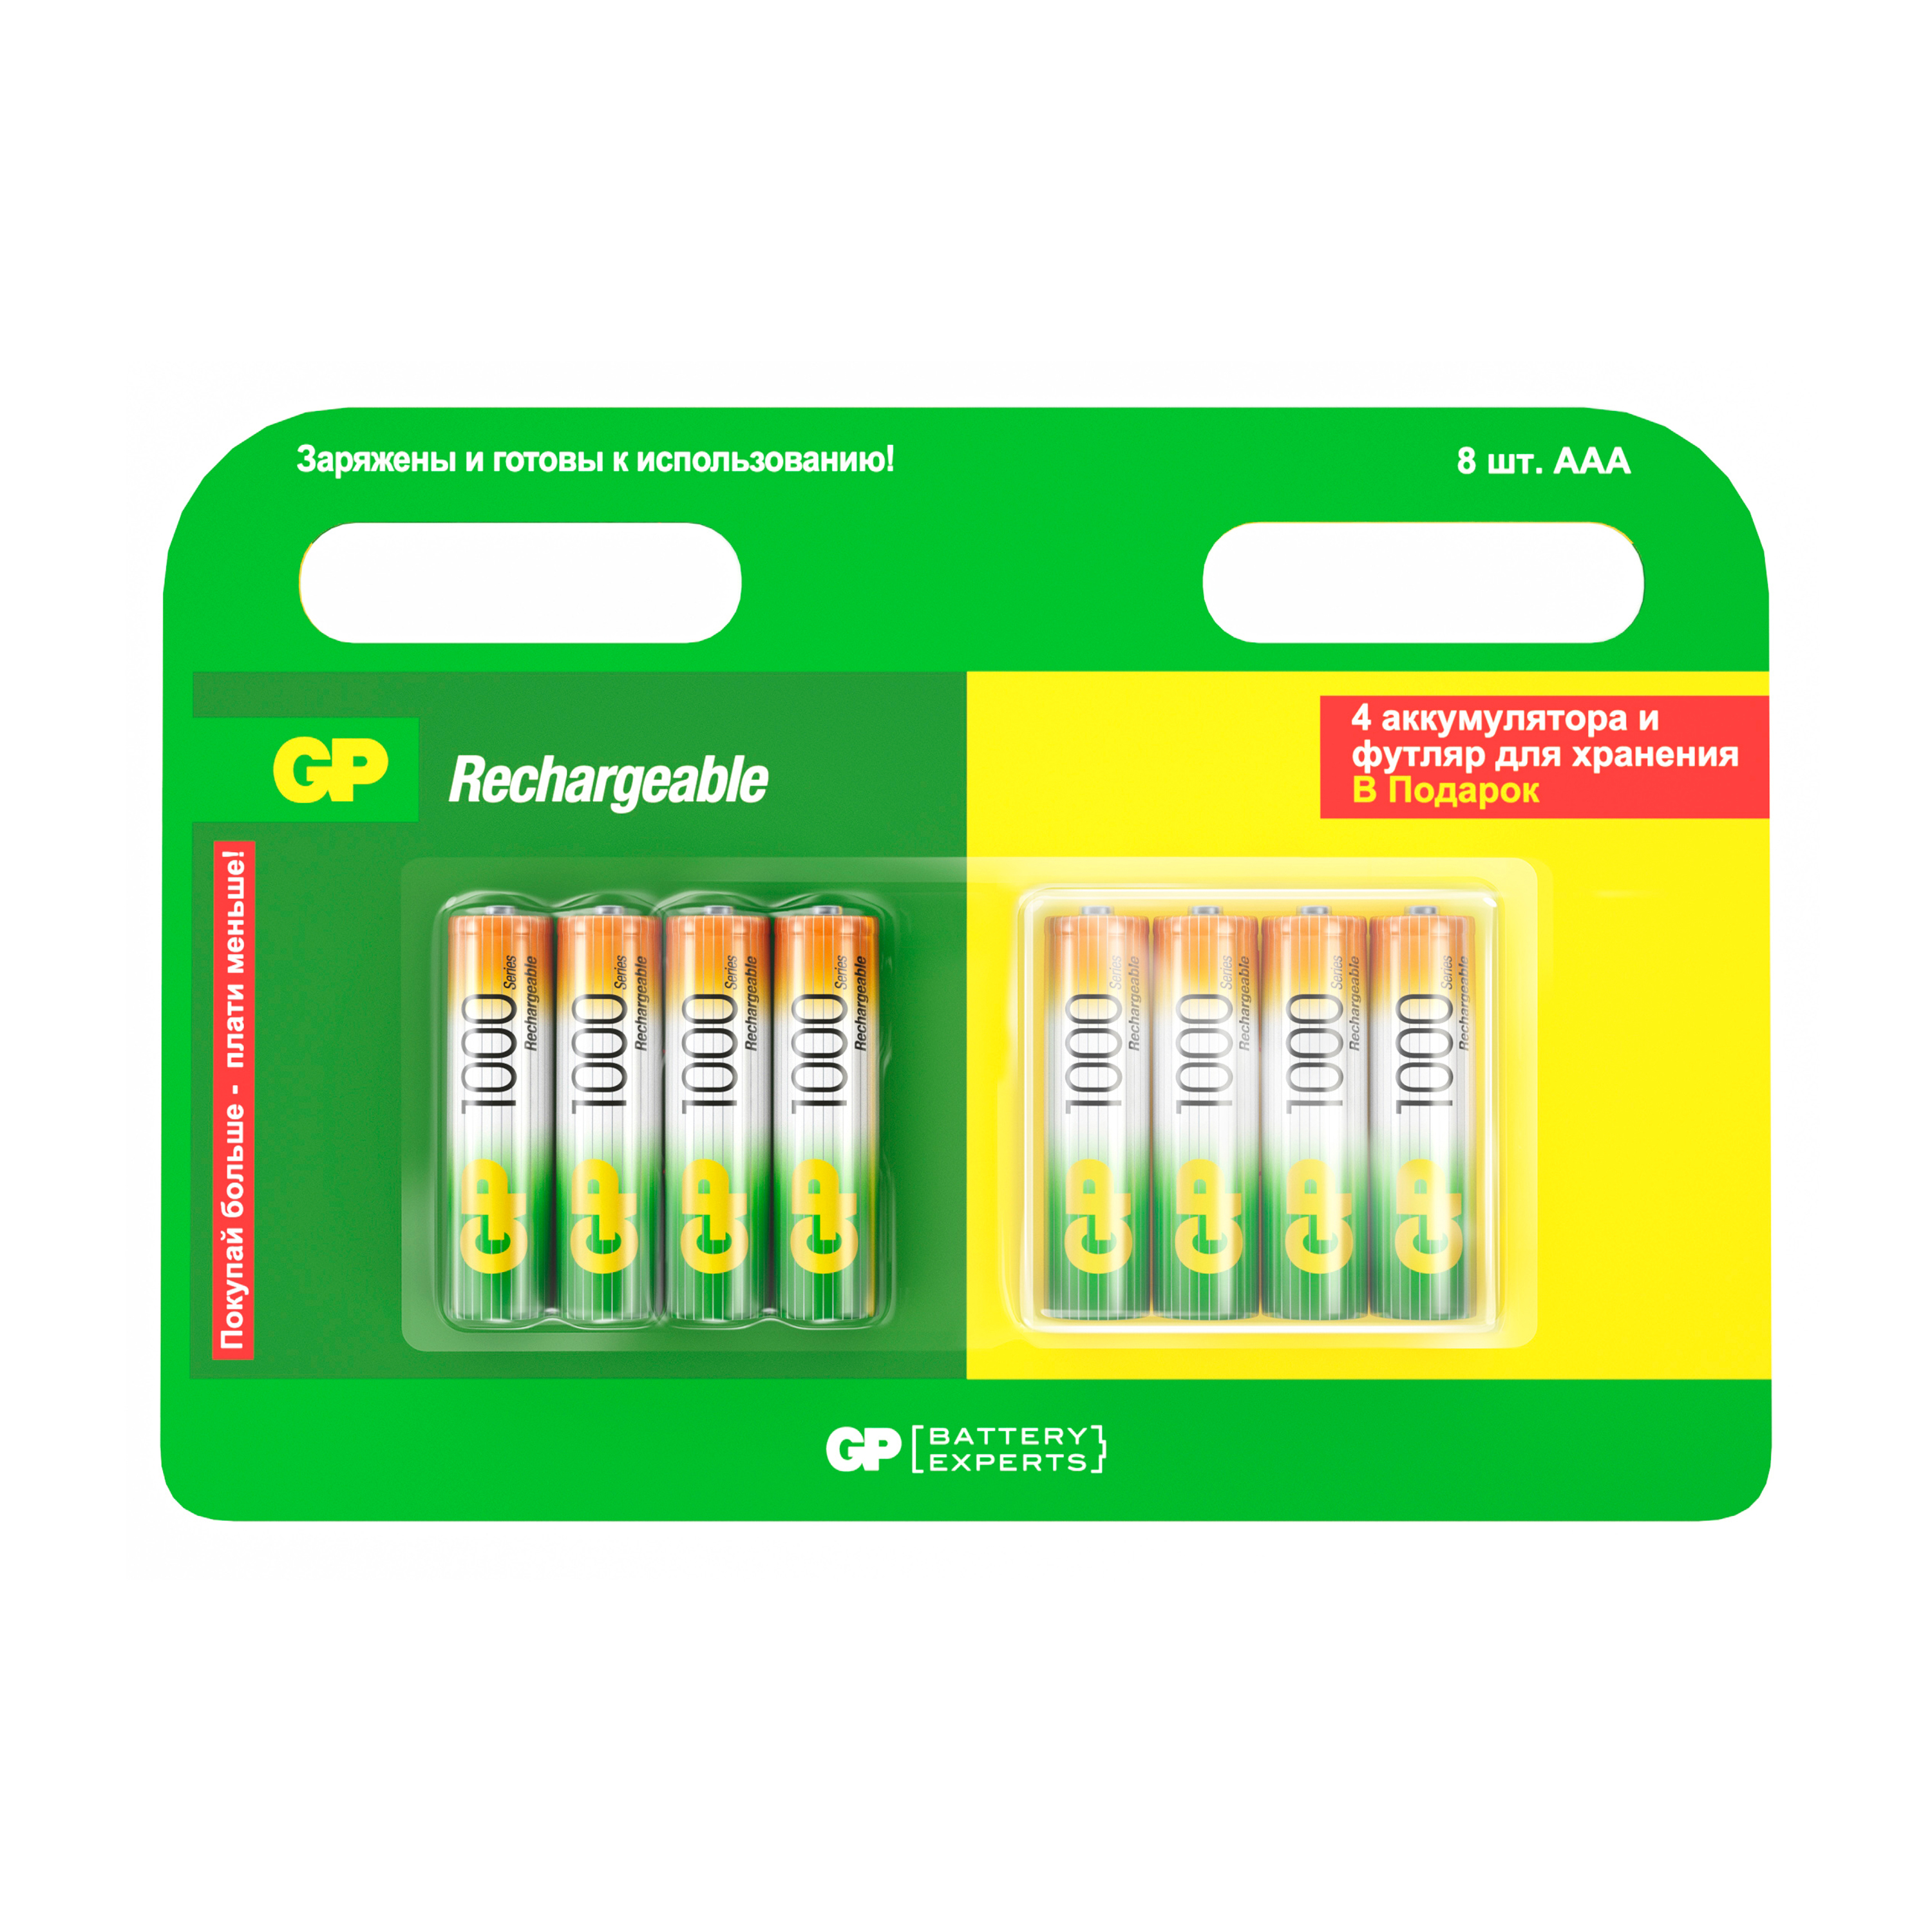 Заряжены и готовы к использованию!
8 шт. AAA
GP
Rechargeable
4 аккумулятора и
футляр для хранения
В Подарок
Покупай больше - плати меньше!
GP 1000 Series
Rechargeable
GP 1000 Series
Rechargeable
GP 1000 Series
Rechargeable
GP 1000 Series
Rechargeable
GP 1000 Series
Rechargeable
GP 1000 Series
Rechargeable
GP 1000 Series
Rechargeable
GP 1000 Series
Rechargeable
GP [BATTERY
EXPERTS]